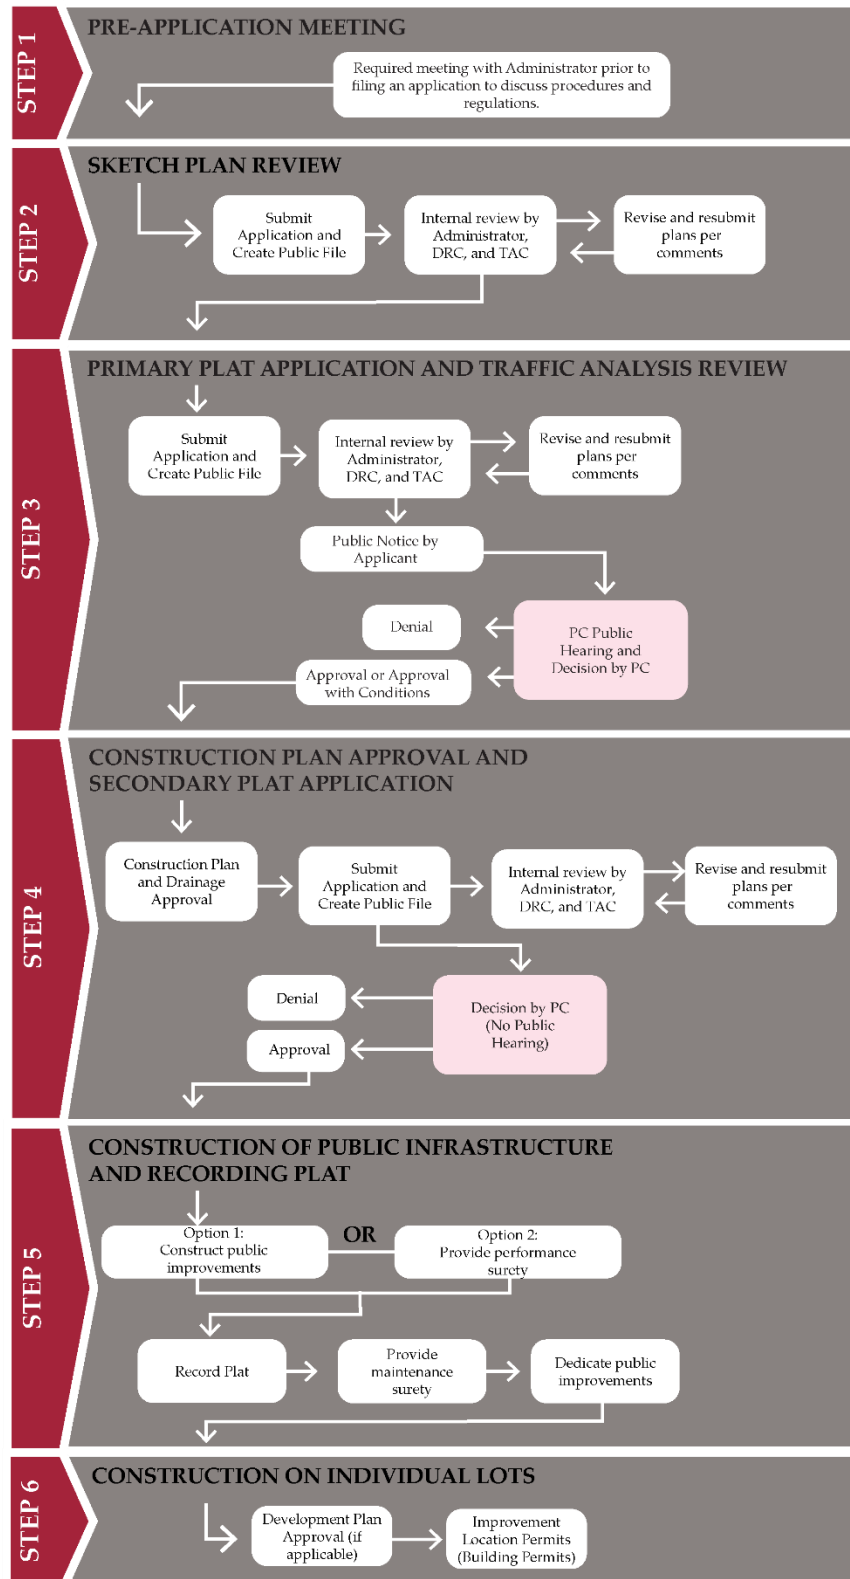 STEP 1
PRE-APPLICATION MEETING
Required meeting with Administrator prior to
filing an application to discuss procedures and
regulations.
STEP 2
SKETCH PLAN REVIEW
Submit
Application and
Create Public File
Internal review by
Administrator,
DRC, and TAC
Revise and resubmit
plans per
comments
STEP 3
PRIMARY PLAT APPLICATION AND TRAFFIC ANALYSIS REVIEW
Submit
Application and
Create Public File
Internal review by
Administrator,
DRC, and TAC
Revise and resubmit
plans per
comments
Public Notice by
Applicant
PC Public
Hearing and
Decision by PC
Denial
Approval or Approval
with Conditions
STEP 4
CONSTRUCTION PLAN APPROVAL AND
SECONDARY PLAT APPLICATION
Construction Plan
and Drainage
Approval
Submit
Application and
Create Public File
Internal review by
Administrator,
DRC, and TAC
Revise and resubmit
plans per
comments
Decision by PC
(No Public
Hearing)
Denial
Approval
STEP 5
CONSTRUCTION OF PUBLIC INFRASTRUCTURE
AND RECORDING PLAT
Option 1:
Construct public
improvements
OR
Option 2:
Provide performance
surety
Record Plat
Provide
maintenance
surety
Dedicate public
improvements
STEP 6
CONSTRUCTION ON INDIVIDUAL LOTS
Development Plan
Approval (if
applicable)
Improvement
Location Permits
(Building Permits)